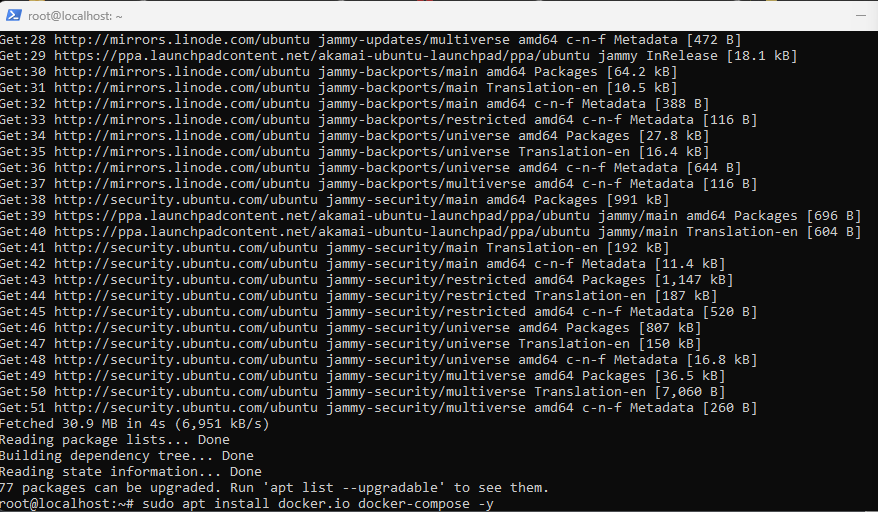 root@localhost: ~
Get:28 http://mirrors.linode.com/ubuntu jammy-updates/multiverse amd64 c-n-f Metadata [472 B]
Get:29 https://ppa.launchpadcontent.net/akamai-ubuntu-launchpad/ppa/ubuntu jammy InRelease [18.1 kB]
Get:30 http://mirrors.linode.com/ubuntu jammy-backports/main amd64 Packages [64.2 kB]
Get:31 http://mirrors.linode.com/ubuntu jammy-backports/main Translation-en [10.5 kB]
Get:32 http://mirrors.linode.com/ubuntu jammy-backports/main amd64 c-n-f Metadata [388 B]
Get:33 http://mirrors.linode.com/ubuntu jammy-backports/restricted amd64 c-n-f Metadata [116 B]
Get:34 http://mirrors.linode.com/ubuntu jammy-backports/universe amd64 Packages [27.8 kB]
Get:35 http://mirrors.linode.com/ubuntu jammy-backports/universe Translation-en [16.4 kB]
Get:36 http://mirrors.linode.com/ubuntu jammy-backports/universe amd64 c-n-f Metadata [644 B]
Get:37 http://mirrors.linode.com/ubuntu jammy-backports/multiverse amd64 c-n-f Metadata [116 B]
Get:38 http://security.ubuntu.com/ubuntu jammy-security/main amd64 Packages [991 kB]
Get:39 https://ppa.launchpadcontent.net/akamai-ubuntu-launchpad/ppa/ubuntu jammy/main amd64 Packages [696 B]
Get:40 https://ppa.launchpadcontent.net/akamai-ubuntu-launchpad/ppa/ubuntu jammy/main Translation-en [604 B]
Get:41 http://security.ubuntu.com/ubuntu jammy-security/main Translation-en [192 kB]
Get:42 http://security.ubuntu.com/ubuntu jammy-security/main amd64 c-n-f Metadata [11.4 kB]
Get:43 http://security.ubuntu.com/ubuntu jammy-security/restricted amd64 Packages [1,147 kB]
Get:44 http://security.ubuntu.com/ubuntu jammy-security/restricted Translation-en [187 kB]
Get:45 http://security.ubuntu.com/ubuntu jammy-security/restricted amd64 c-n-f Metadata [520 B]
Get:46 http://security.ubuntu.com/ubuntu jammy-security/universe amd64 Packages [807 kB]
Get:47 http://security.ubuntu.com/ubuntu jammy-security/universe Translation-en [150 kB]
Get:48 http://security.ubuntu.com/ubuntu jammy-security/universe amd64 c-n-f Metadata [16.8 kB]
Get:49 http://security.ubuntu.com/ubuntu jammy-security/multiverse amd64 Packages [36.5 kB]
Get:50 http://security.ubuntu.com/ubuntu jammy-security/multiverse Translation-en [7,060 B]
Get:51 http://security.ubuntu.com/ubuntu jammy-security/multiverse amd64 c-n-f Metadata [260 B]
Fetched 30.9 MB in 4s (6,951 kB/s)
Reading package lists... Done
Building dependency tree... Done
Reading state information... Done
77 packages can be upgraded. Run 'apt list --upgradable' to see them.
root@localhost:~# sudo apt install docker.io docker-compose -y